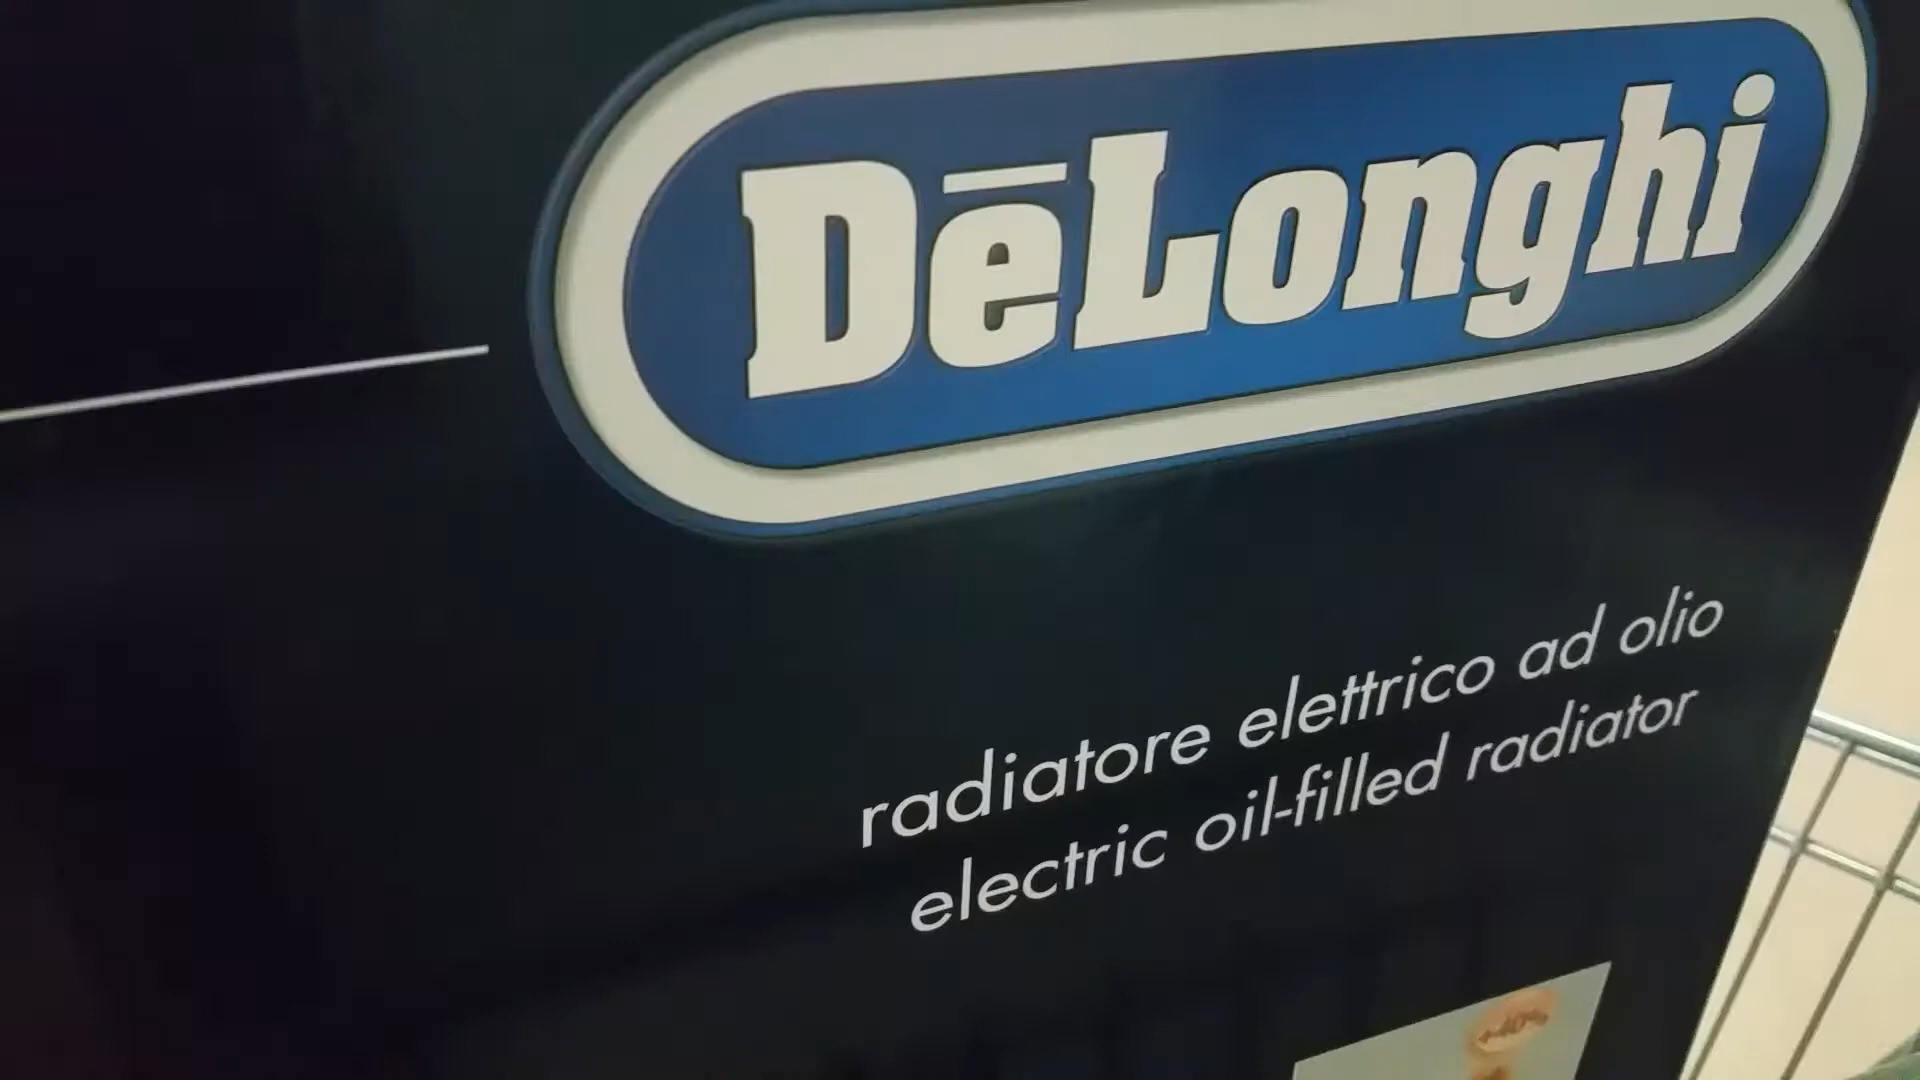 DēLonghi
radiatore elettrico ad olio
electric oil-filled radiator